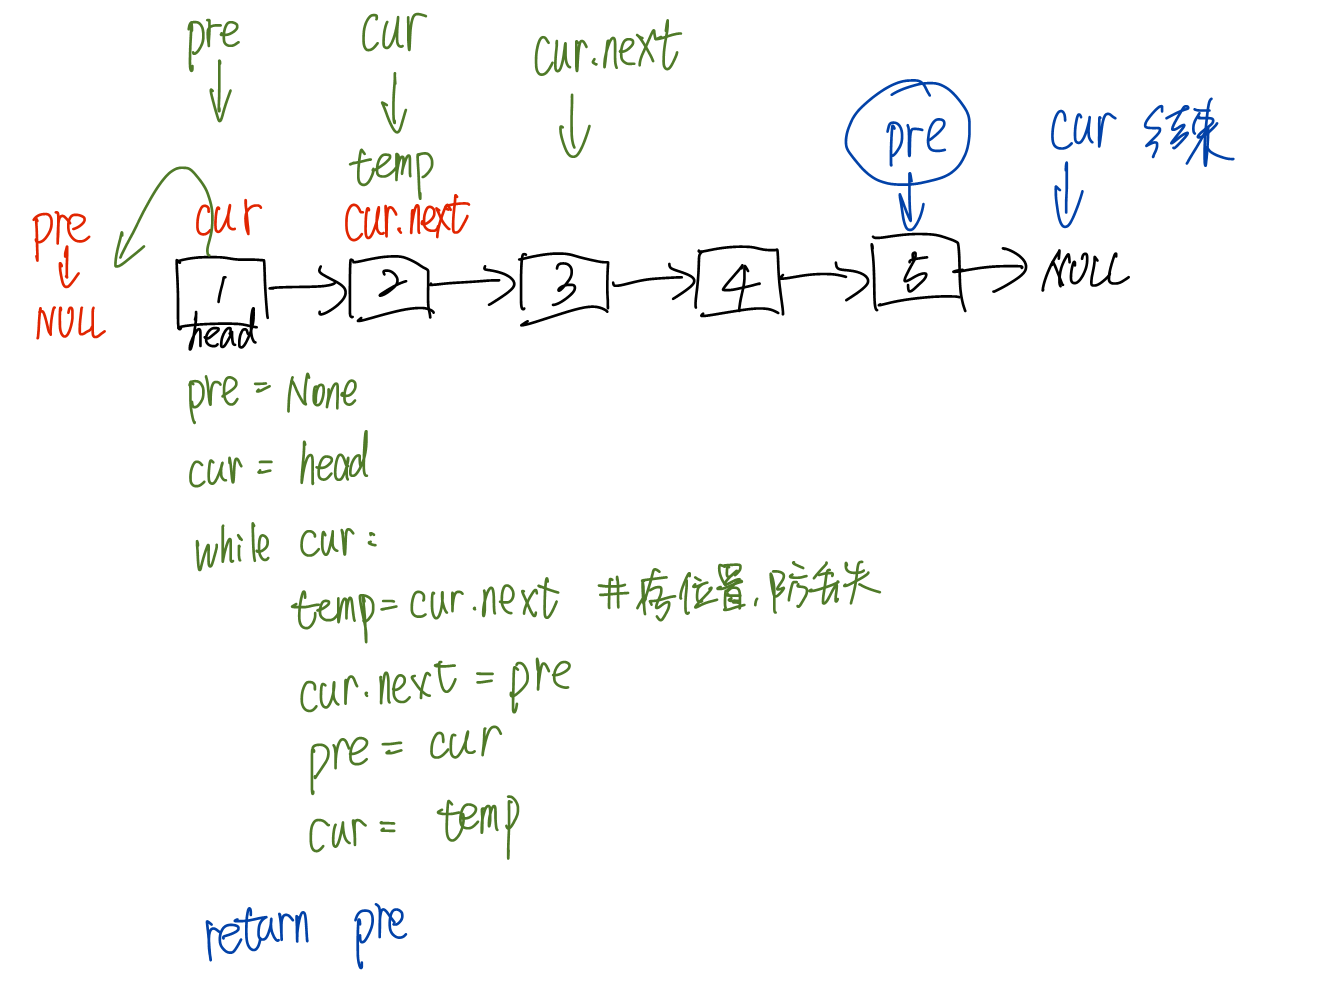 pre cur cur.next
temp
pre cur 结束
pre cur cur.next
NULL 1 2 3 4 5 NULL
head
pre = None
cur = head
while cur:
temp = cur.next #存位置,防丢失
cur.next = pre
pre = cur
cur = temp
return pre